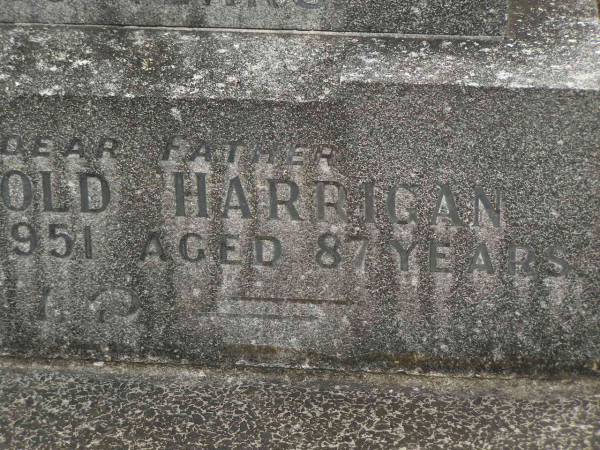 DEAR FATHER
OLD HARRIGAN
951 AGED 87 YEARS